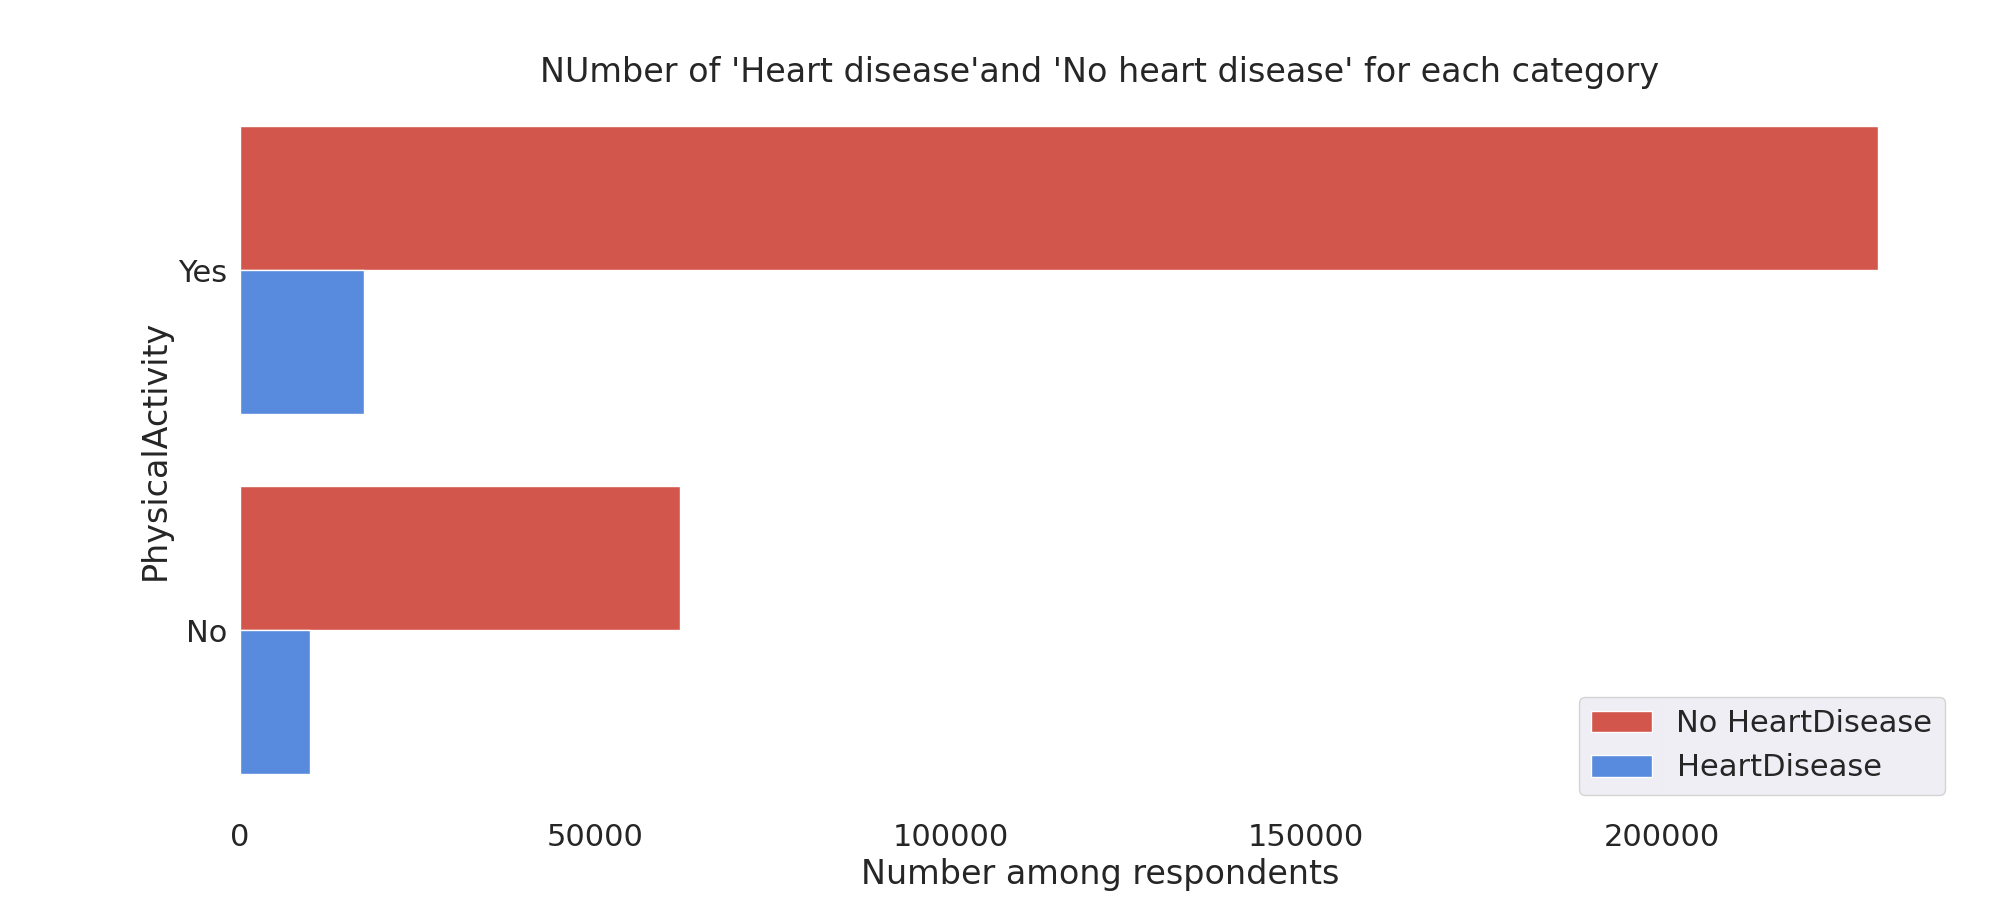 NUmber of 'Heart disease'and 'No heart disease' for each category
PhysicalActivity
Yes
No
No HeartDisease
HeartDisease
0 50000 100000 150000 200000
Number among respondents